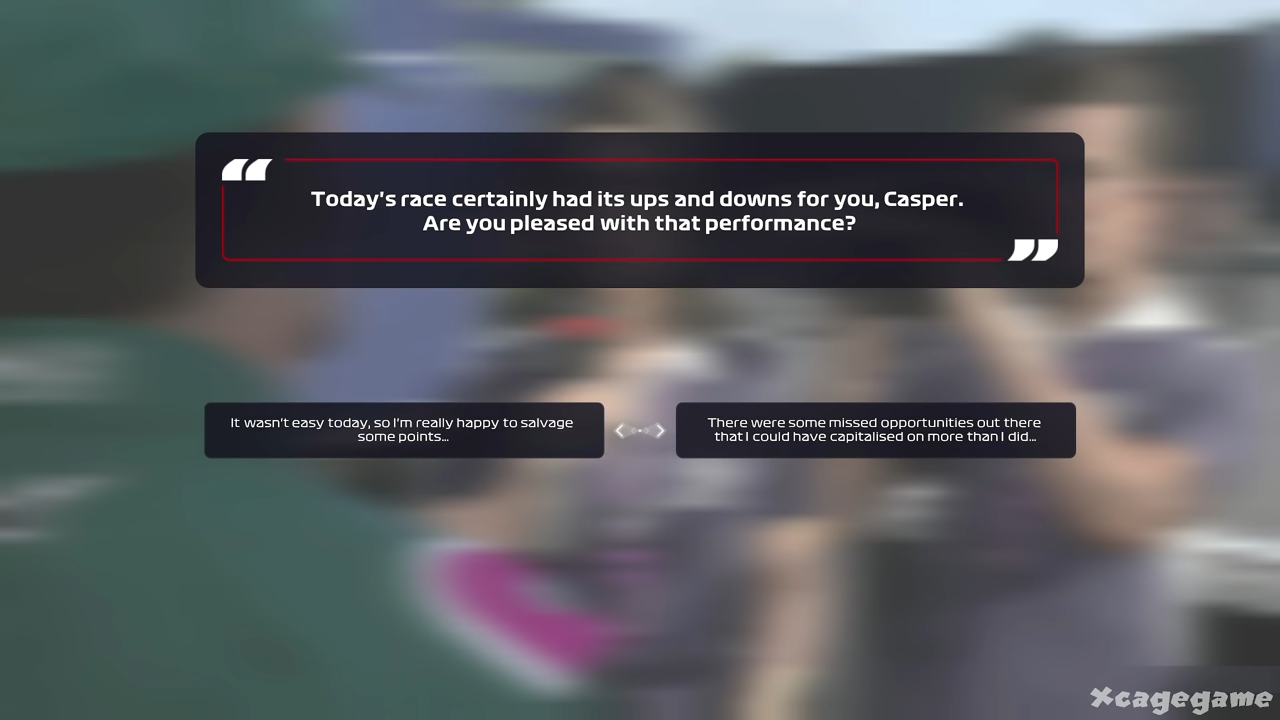 Today's race certainly had its ups and downs for you, Casper.
Are you pleased with that performance?
It wasn't easy today, so I'm really happy to salvage
some points...
There were some missed opportunities out there
that I could have capitalised on more than I did...
Xcagegame